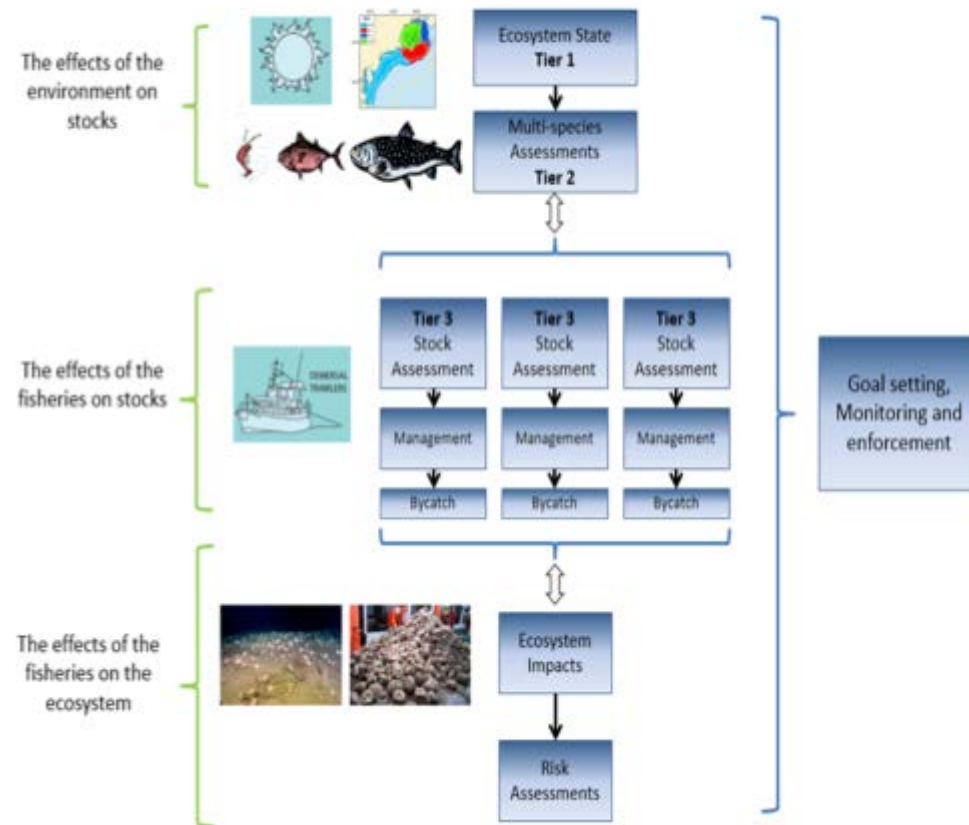 The effects of the
environment on
stocks
Ecosystem State
Tier 1
Multi-species
Assessments
Tier 2
The effects of the
fisheries on stocks
DEMERSAL
TRAWLERS
Tier 3
Stock
Assessment
Tier 3
Stock
Assessment
Tier 3
Stock
Assessment
Management
Management
Management
Bycatch
Bycatch
Bycatch
Goal setting,
Monitoring and
enforcement
The effects of the
fisheries on the
ecosystem
Ecosystem
Impacts
Risk
Assessments